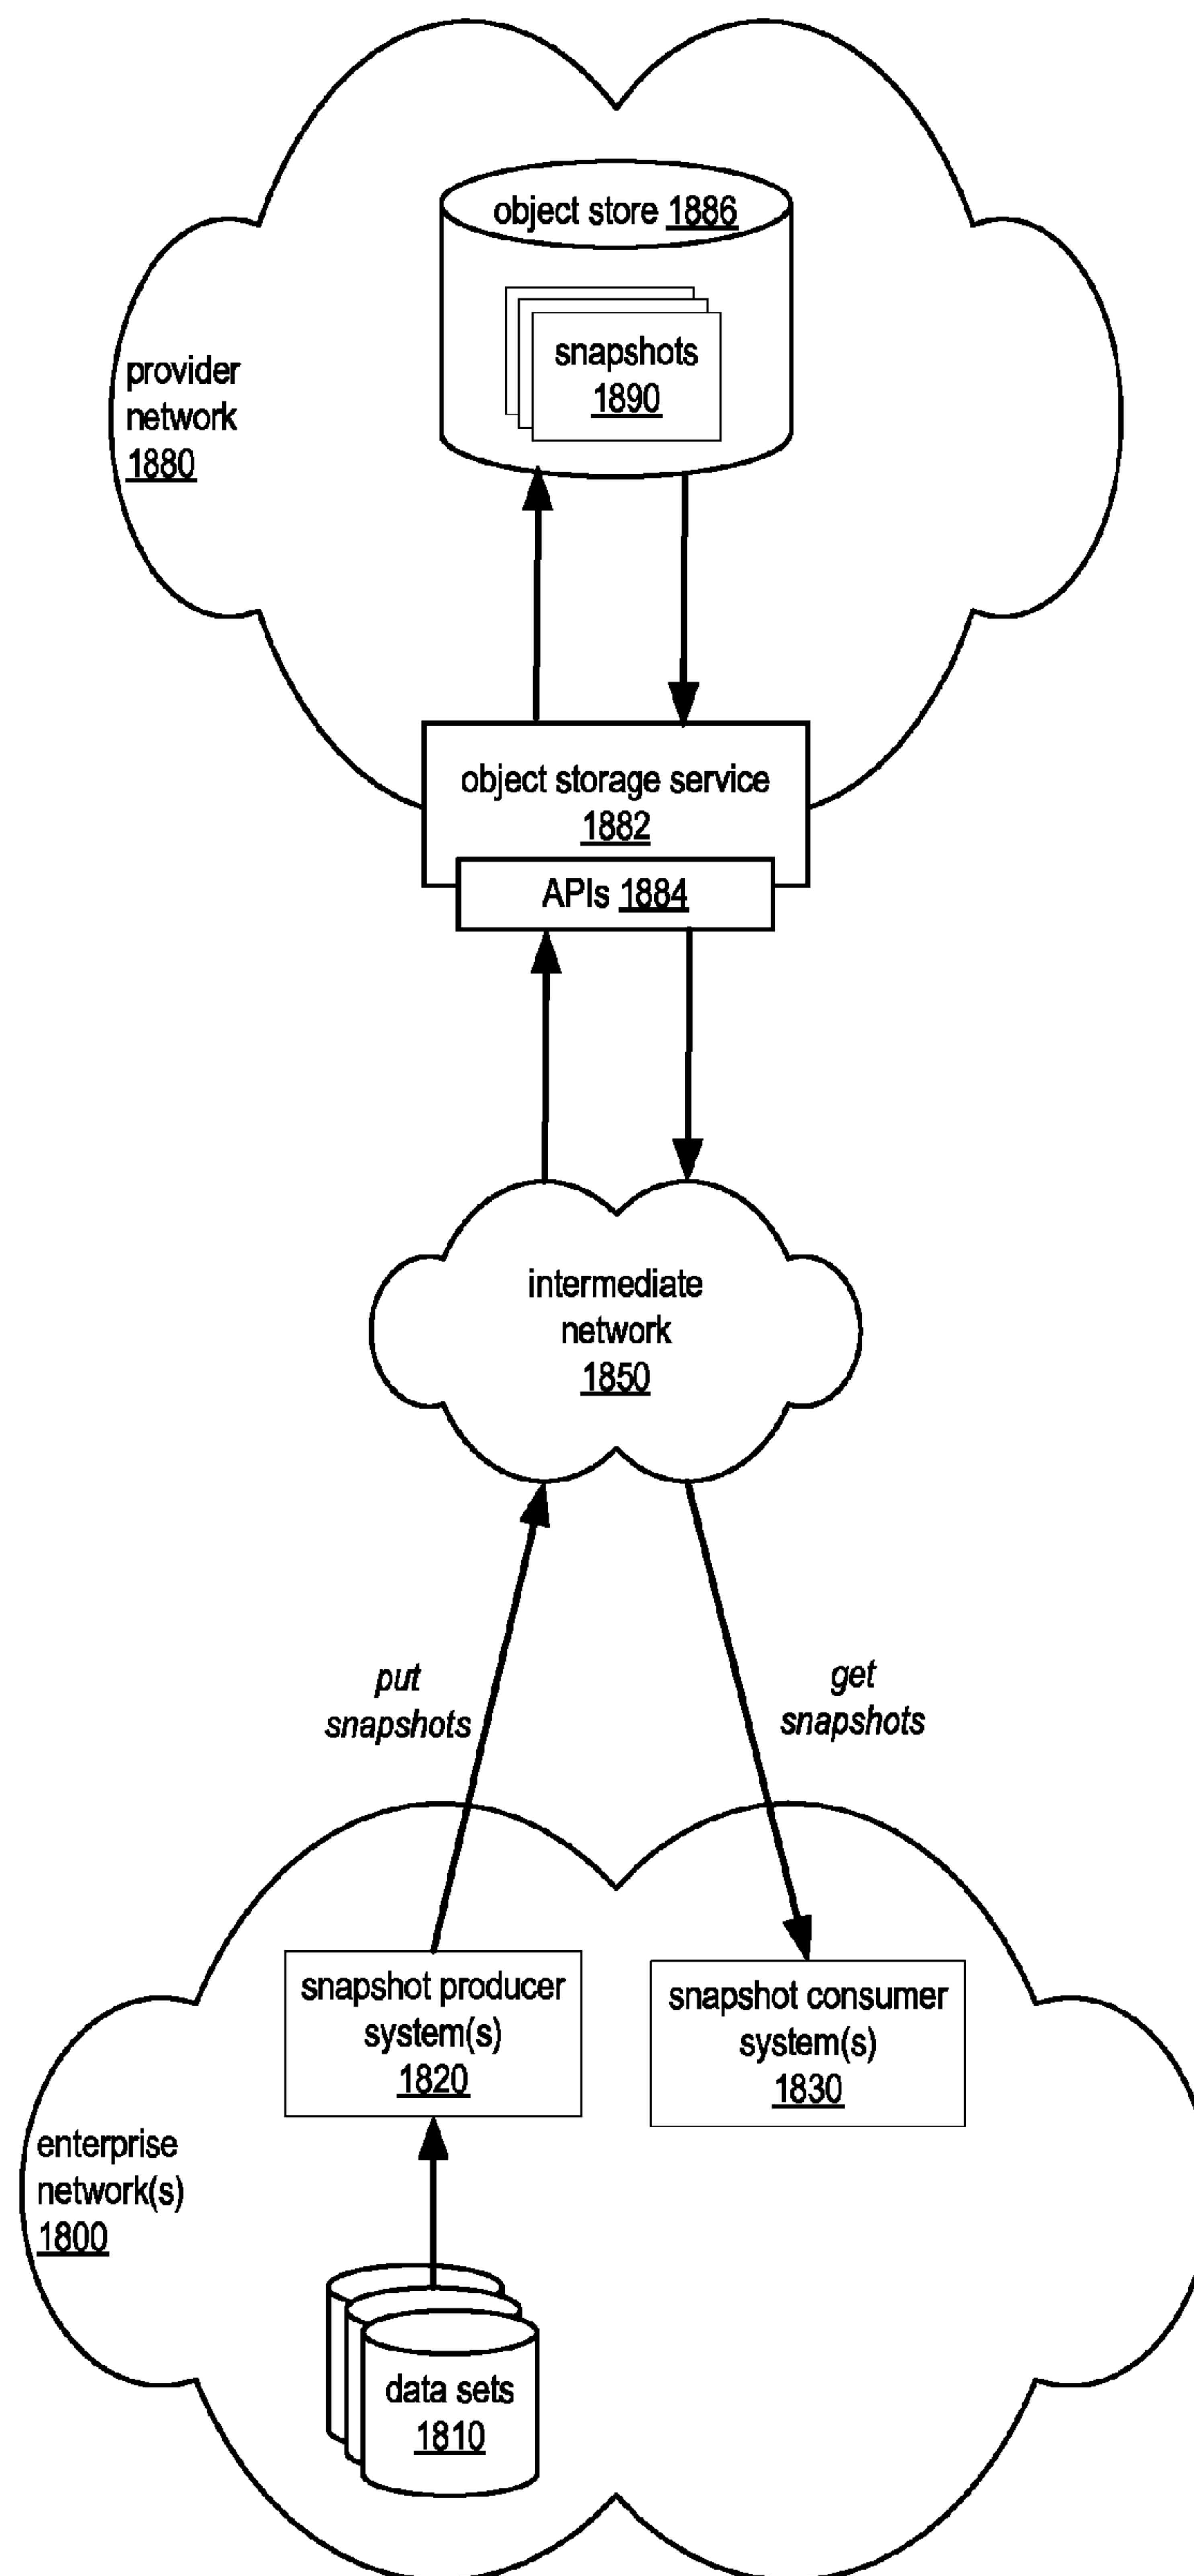 object store 1886
snapshots
1890
provider
network
1880
object storage service
1882
APIs 1884
intermediate
network
1850
put
snapshots
get
snapshots
snapshot producer
system(s)
1820
snapshot consumer
system(s)
1830
enterprise
network(s)
1800
data sets
1810